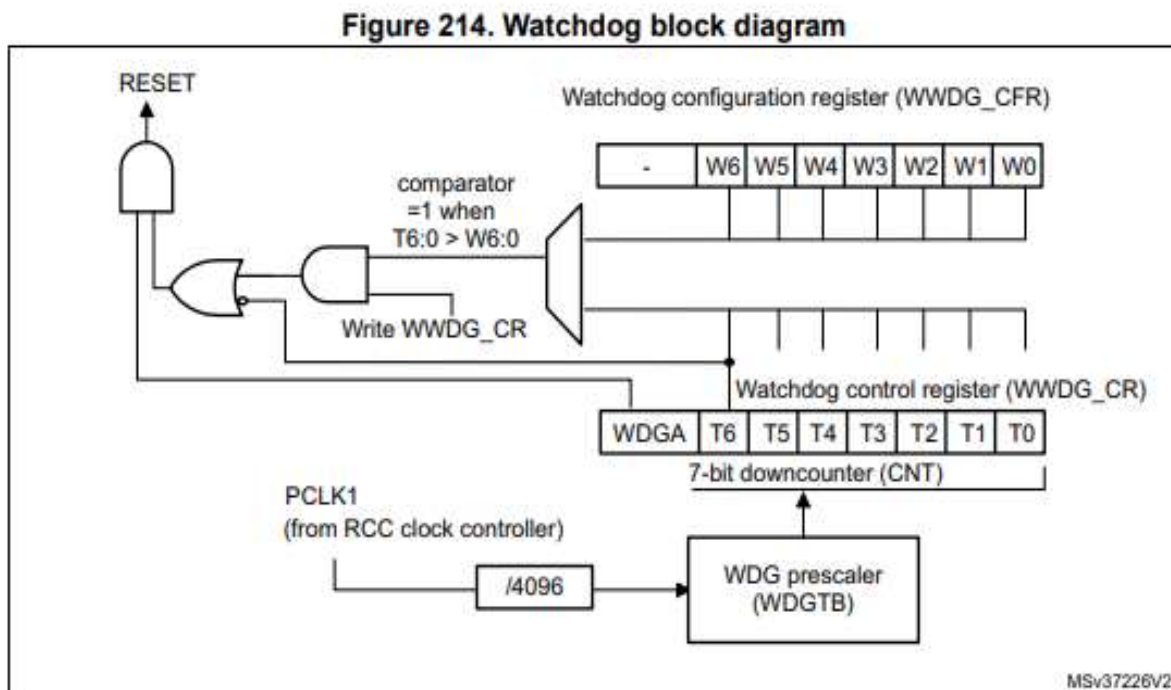 Figure 214. Watchdog block diagram
RESET
Watchdog configuration register (WWDG_CFR)
- W6 W5 W4 W3 W2 W1 W0
comparator
=1 when
T6:0 > W6:0
Write WWDG_CR
Watchdog control register (WWDG_CR)
WDGA T6 T5 T4 T3 T2 T1 T0
7-bit downcounter (CNT)
PCLK1
(from RCC clock controller)
/4096
WDG prescaler
(WDGTB)
MSv37226V2